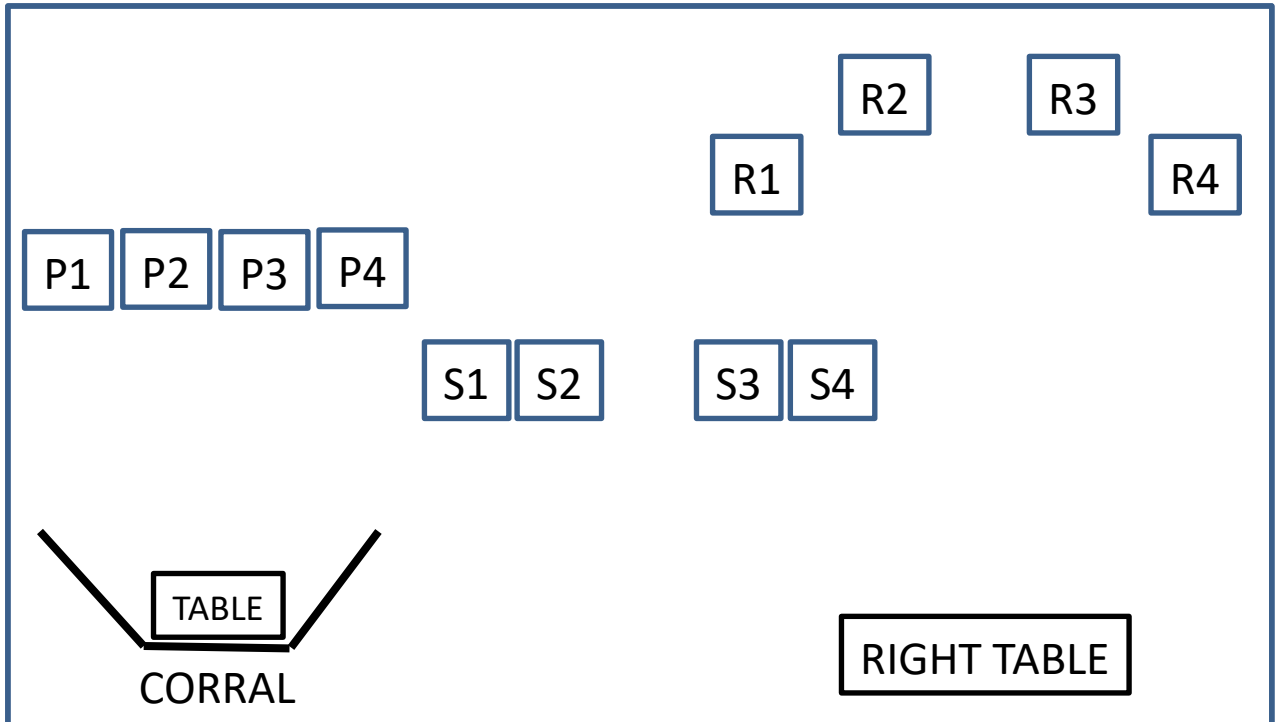 R2 R3
R1 R4
P1 P2 P3 P4
S1 S2 S3 S4
TABLE
CORRAL
RIGHT TABLE